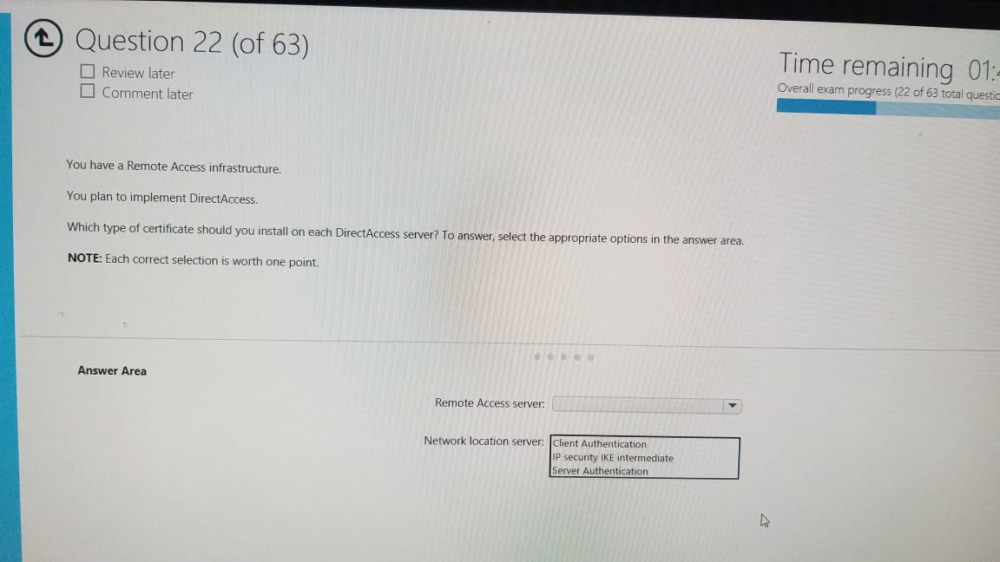 Question 22 (of 63)
Review later
Comment later
Time remaining 01:
Overall exam progress (22 of 63 total
You have a Remote Access infrastructure.
You plan to implement DirectAccess.
Which type of certificate should you install on each DirectAccess server? To answer, select the appropriate options in the answer area.
NOTE: Each correct selection is worth one point.
Answer Area
Remote Access server:
Network location server:
Client Authentication
IP security IKE intermediate
Server Authentication